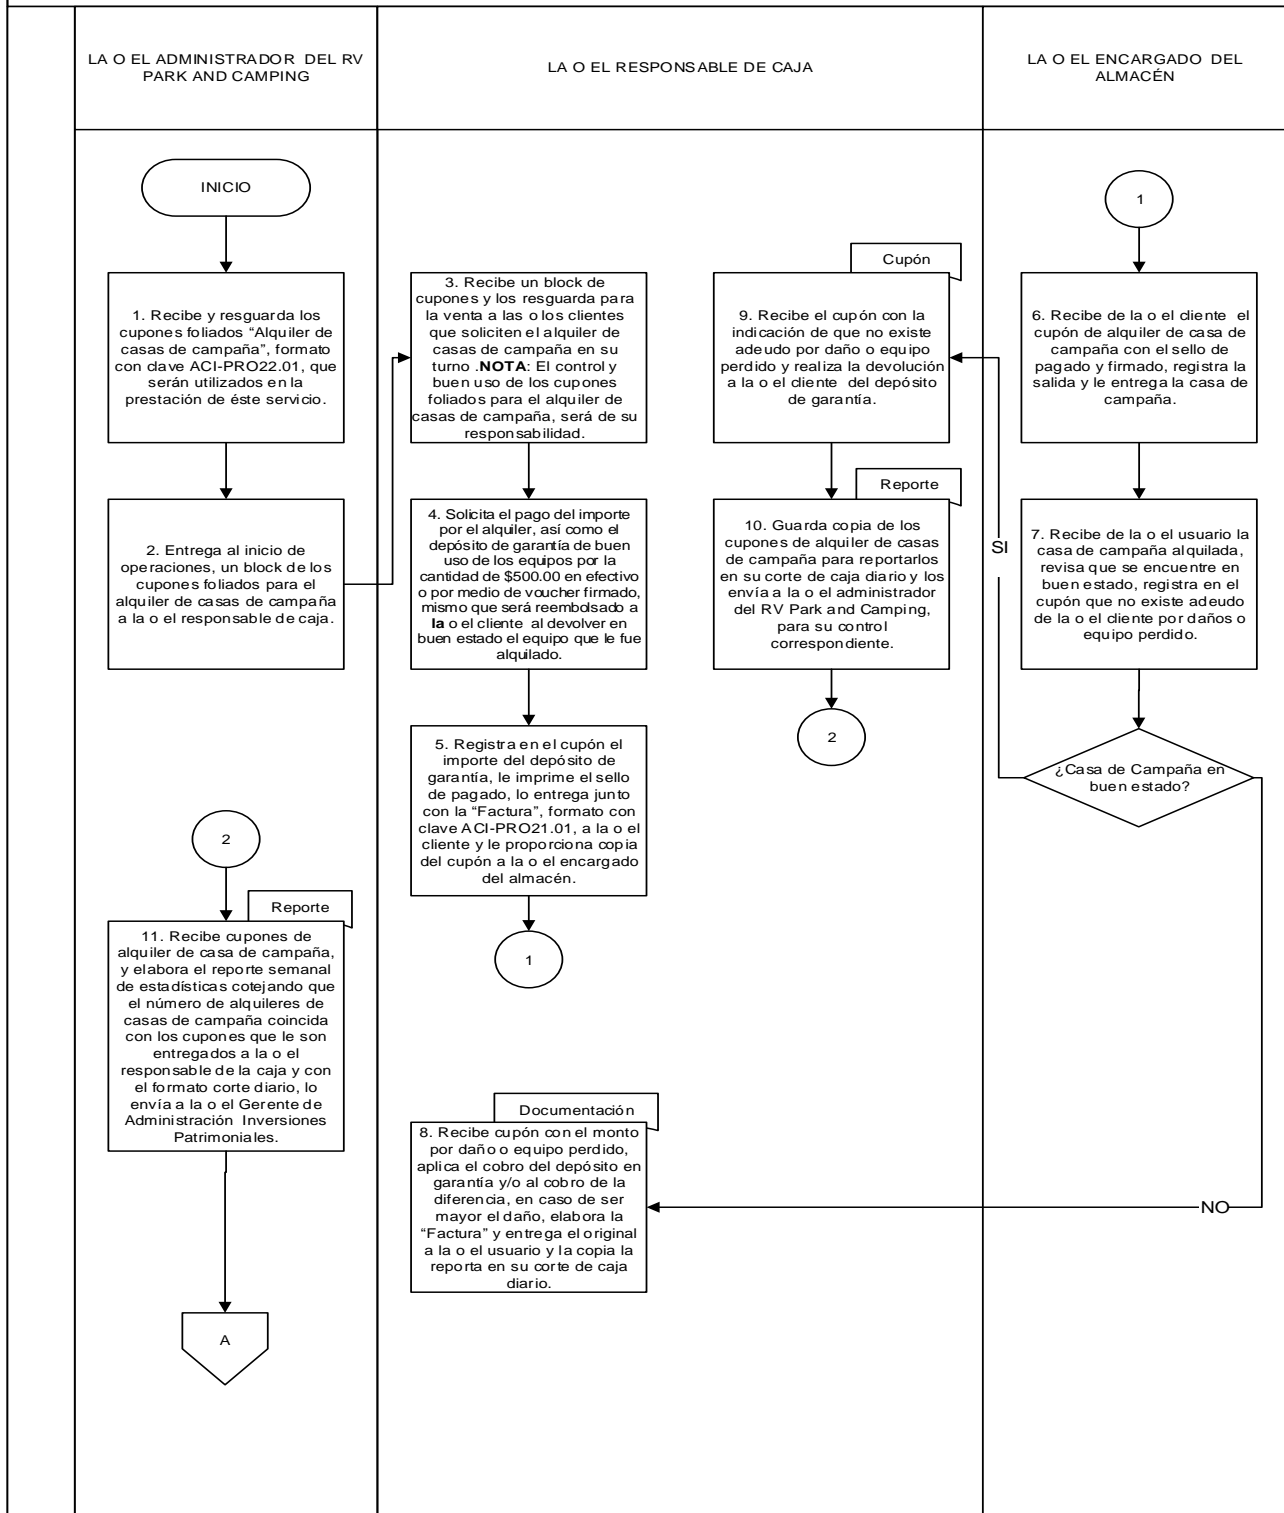 LA O EL ADMINISTRADOR DEL RV
PARK AND CAMPING
LA O EL RESPONSABLE DE CAJA
LA O EL ENCARGADO DEL
ALMACÉN
INICIO
1. Recibe y resguarda los
cupones foliados “Alquiler de
casas de campaña”, formato
con clave ACI-PRO22.01, que
serán utilizados en la
prestación de éste servicio.
2. Entrega al inicio de
operaciones, un block de los
cupones foliados para el
alquiler de casas de campaña
a la o el responsable de caja.
2
Reporte
11. Recibe cupones de
alquiler de casa de campaña,
y elabora el reporte semanal
de estadísticas cotejando que
el número de alquileres de
casas de campaña coincida
con los cupones que le son
entregados a la o el
responsable de la caja y con
el formato corte diario, lo
envía a la o el Gerente de
Administración Inversiones
Patrimoniales.
A
3. Recibe un block de
cupones y los resguarda para
la venta a las o los clientes
que soliciten el alquiler de
casas de campaña en su
turno .NOTA: El control y
buen uso de los cupones
foliados para el alquiler de
casas de campaña, será de su
responsabilidad.
4. Solicita el pago del importe
por el alquiler, así como el
depósito de garantía de buen
uso de los equipos por la
cantidad de $500.00 en efectivo
o por medio de voucher firmado,
mismo que será reembolsado a
la o el cliente al devolver en
buen estado el equipo que le fue
alquilado.
5. Registra en el cupón el
importe del depósito de
garantía, le imprime el sello
de pagado, lo entrega junto
con la “Factura”, formato con
clave ACI-PRO21.01, a la o el
cliente y le proporciona copia
del cupón a la o el encargado
del almacén.
1
Documentación
8. Recibe cupón con el monto
por daño o equipo perdido,
aplica el cobro del depósito en
garantía y/o al cobro de la
diferencia, en caso de ser
mayor el daño, elabora la
“Factura” y entrega el original
a la o el usuario y la copia la
reporta en su corte de caja
diario.
Cupón
9. Recibe el cupón con la
indicación de que no existe
adeudo por daño o equipo
perdido y realiza la devolución
a la o el cliente del depósito
de garantía.
Reporte
10. Guarda copia de los
cupones de alquiler de casas
de campaña para reportarlos
en su corte de caja diario y los
envía a la o el administrador
del RV Park and Camping,
para su control
correspondiente.
2
1
6. Recibe de la o el cliente el
cupón de alquiler de casa de
campaña con el sello de
pagado y firmado, registra la
salida y le entrega la casa de
campaña.
7. Recibe de la o el usuario la
casa de campaña alquilada,
revisa que se encuentre en
buen estado, registra en el
cupón que no existe adeudo
de la o el cliente por daños o
equipo perdido.
¿Casa de Campaña en
buen estado?
SI
NO